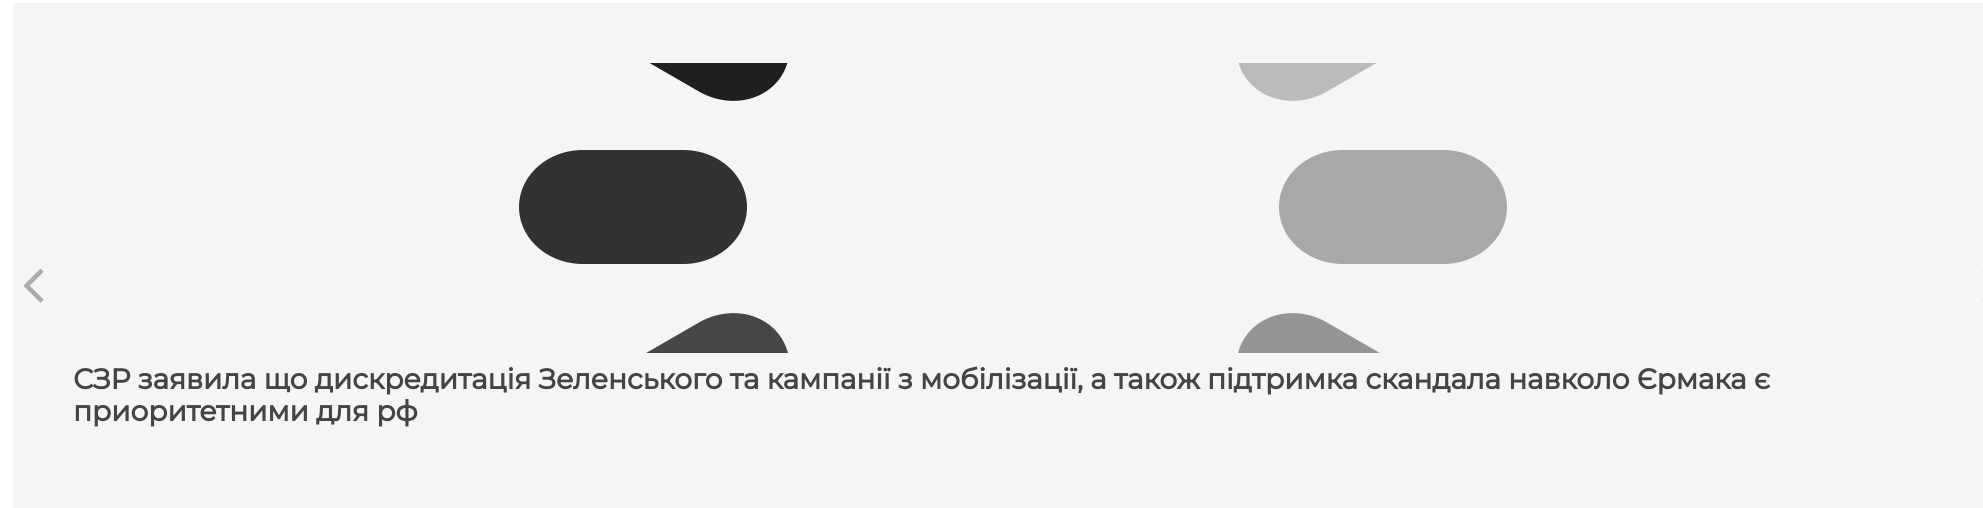 СЗР заявила що дискредитація Зеленського та кампанії з мобілізації, а також підтримка скандала навколо Єрмака є
приоритетними для рф